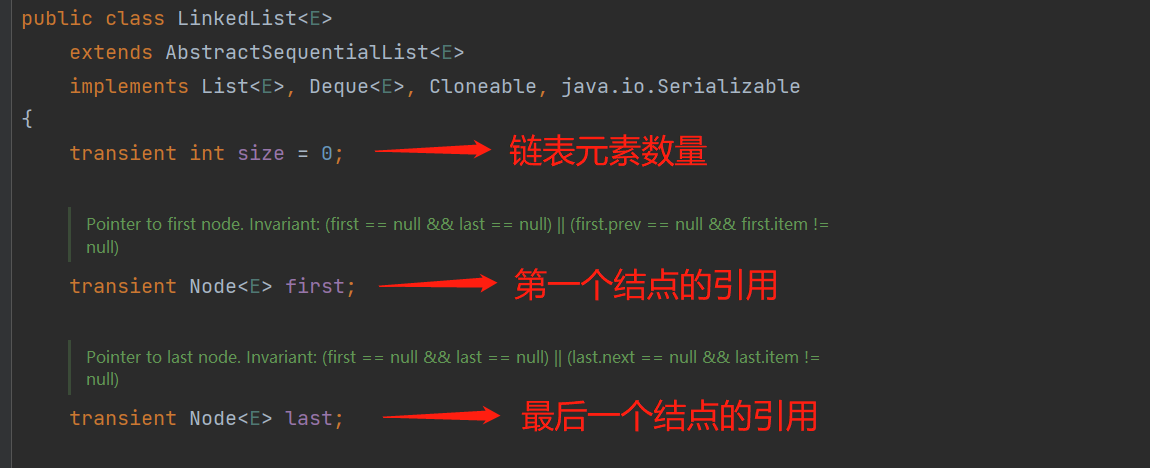 public class LinkedList<E>
extends AbstractSequentialList<E>
implements List<E>, Deque<E>, Cloneable, java.io.Serializable
{
transient int size = 0; 链表元素数量
Pointer to first node. Invariant: (first == null && last == null) || (first.prev == null && first.item !=
null)
transient Node<E> first; 第一个结点的引用
Pointer to last node. Invariant: (first == null && last == null) || (last.next == null && last.item !=
null)
transient Node<E> last; 最后一个结点的引用